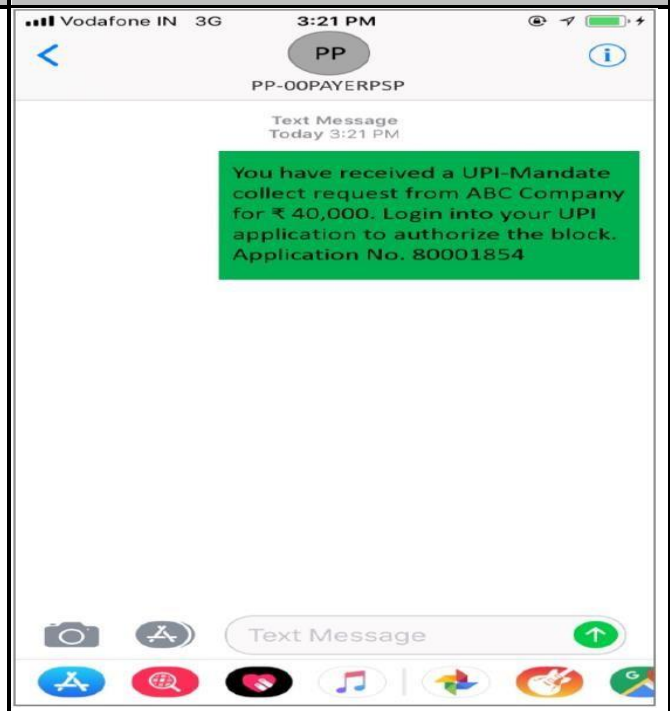 Vodafone IN 3G 3:21 PM
PP
PP-00PAYERPSP
Text Message
Today 3:21 PM
You have received a UPI-Mandate
collect request from ABC Company
for ₹ 40,000. Login into your UPI
application to authorize the block.
Application No. 80001854
Text Message